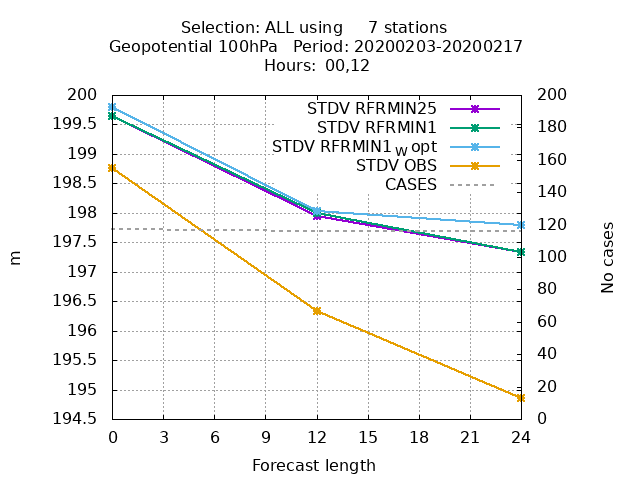 Selection: ALL using     7 stations
Geopotential 100hPa   Period: 20200203-20200217
Hours:  00,12
200
199.5
199
198.5
198
197.5
197
196.5
196
195.5
195
194.5
m
STDV RFRMIN25
STDV RFRMIN1
STDV RFRMIN1w opt
STDV OBS
CASES
200
180
160
140
120
100
80
60
40
20
0
No cases
0 3 6 9 12 15 18 21 24
Forecast length